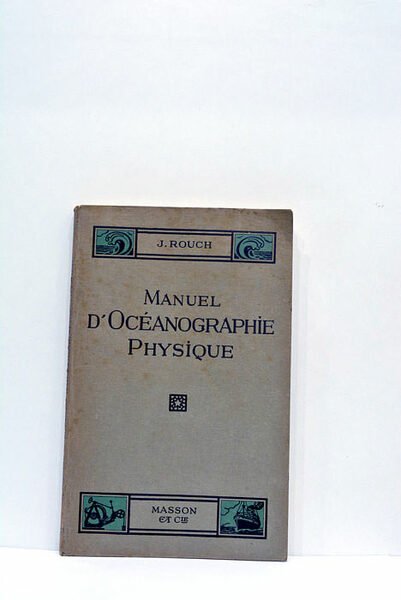 J. ROUCH
MANUEL
D'OCÉANOGRAPHIE
PHYSIQUE
MASSON
ET Cie